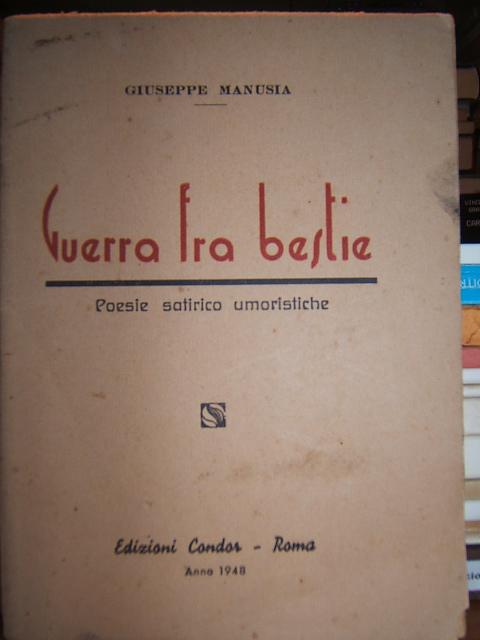 GIUSEPPE MANUSIA
Guerra fra bestie
Poesie satirico umoristiche
Edizioni Condor - Roma
Anno 1948